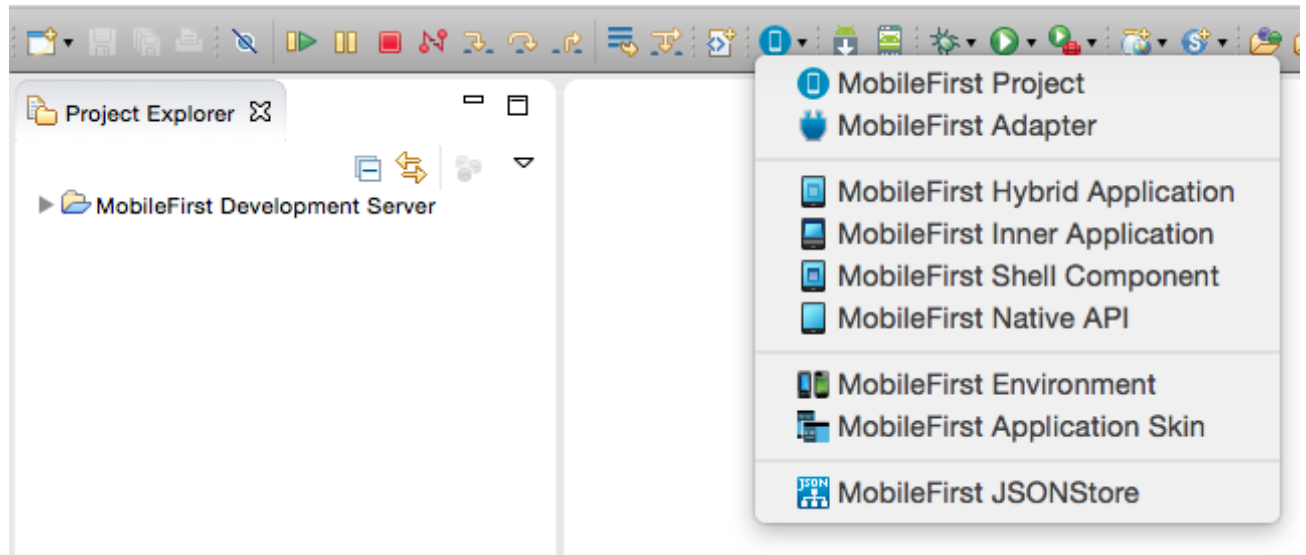 Project Explorer
MobileFirst Development Server
MobileFirst Project
MobileFirst Adapter
MobileFirst Hybrid Application
MobileFirst Inner Application
MobileFirst Shell Component
MobileFirst Native API
MobileFirst Environment
MobileFirst Application Skin
JSON
MobileFirst JSONStore